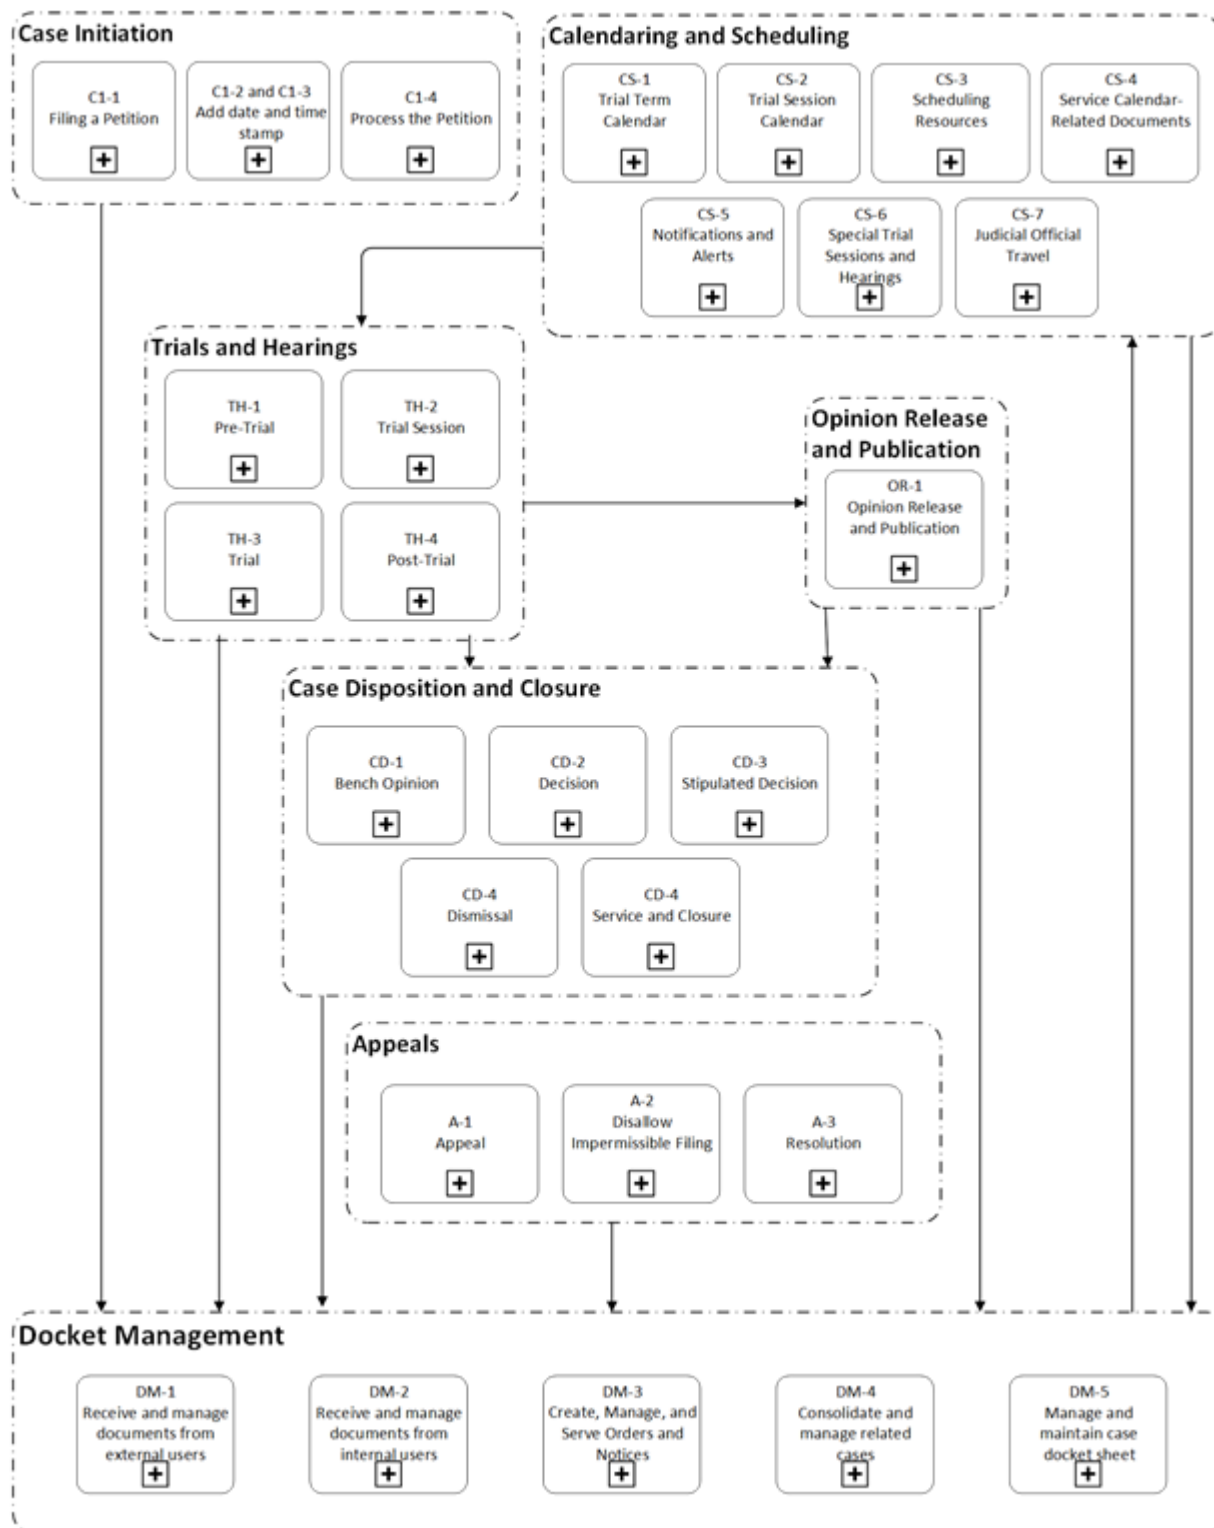 Case Initiation
C1-1
Filing a Petition
C1-2 and C1-3
Add date and time
stamp
C1-4
Process the Petition
Calendaring and Scheduling
CS-1
Trial Term
Calendar
CS-2
Trial Session
Calendar
CS-3
Scheduling
Resources
CS-4
Service Calendar-
Related Documents
CS-5
Notifications and
Alerts
CS-6
Special Trial
Sessions and
Hearings
CS-7
Judicial Official
Travel
Trials and Hearings
TH-1
Pre-Trial
TH-2
Trial Session
TH-3
Trial
TH-4
Post-Trial
Opinion Release
and Publication
OR-1
Opinion Release
and Publication
Case Disposition and Closure
CD-1
Bench Opinion
CD-2
Decision
CD-3
Stipulated Decision
CD-4
Dismissal
CD-4
Service and Closure
Appeals
A-1
Appeal
A-2
Disallow
Impermissible Filing
A-3
Resolution
Docket Management
DM-1
Receive and manage
documents from
external users
DM-2
Receive and manage
documents from
internal users
DM-3
Create, Manage, and
Serve Orders and
Notices
DM-4
Consolidate and
manage related
cases
DM-5
Manage and
maintain case
docket sheet